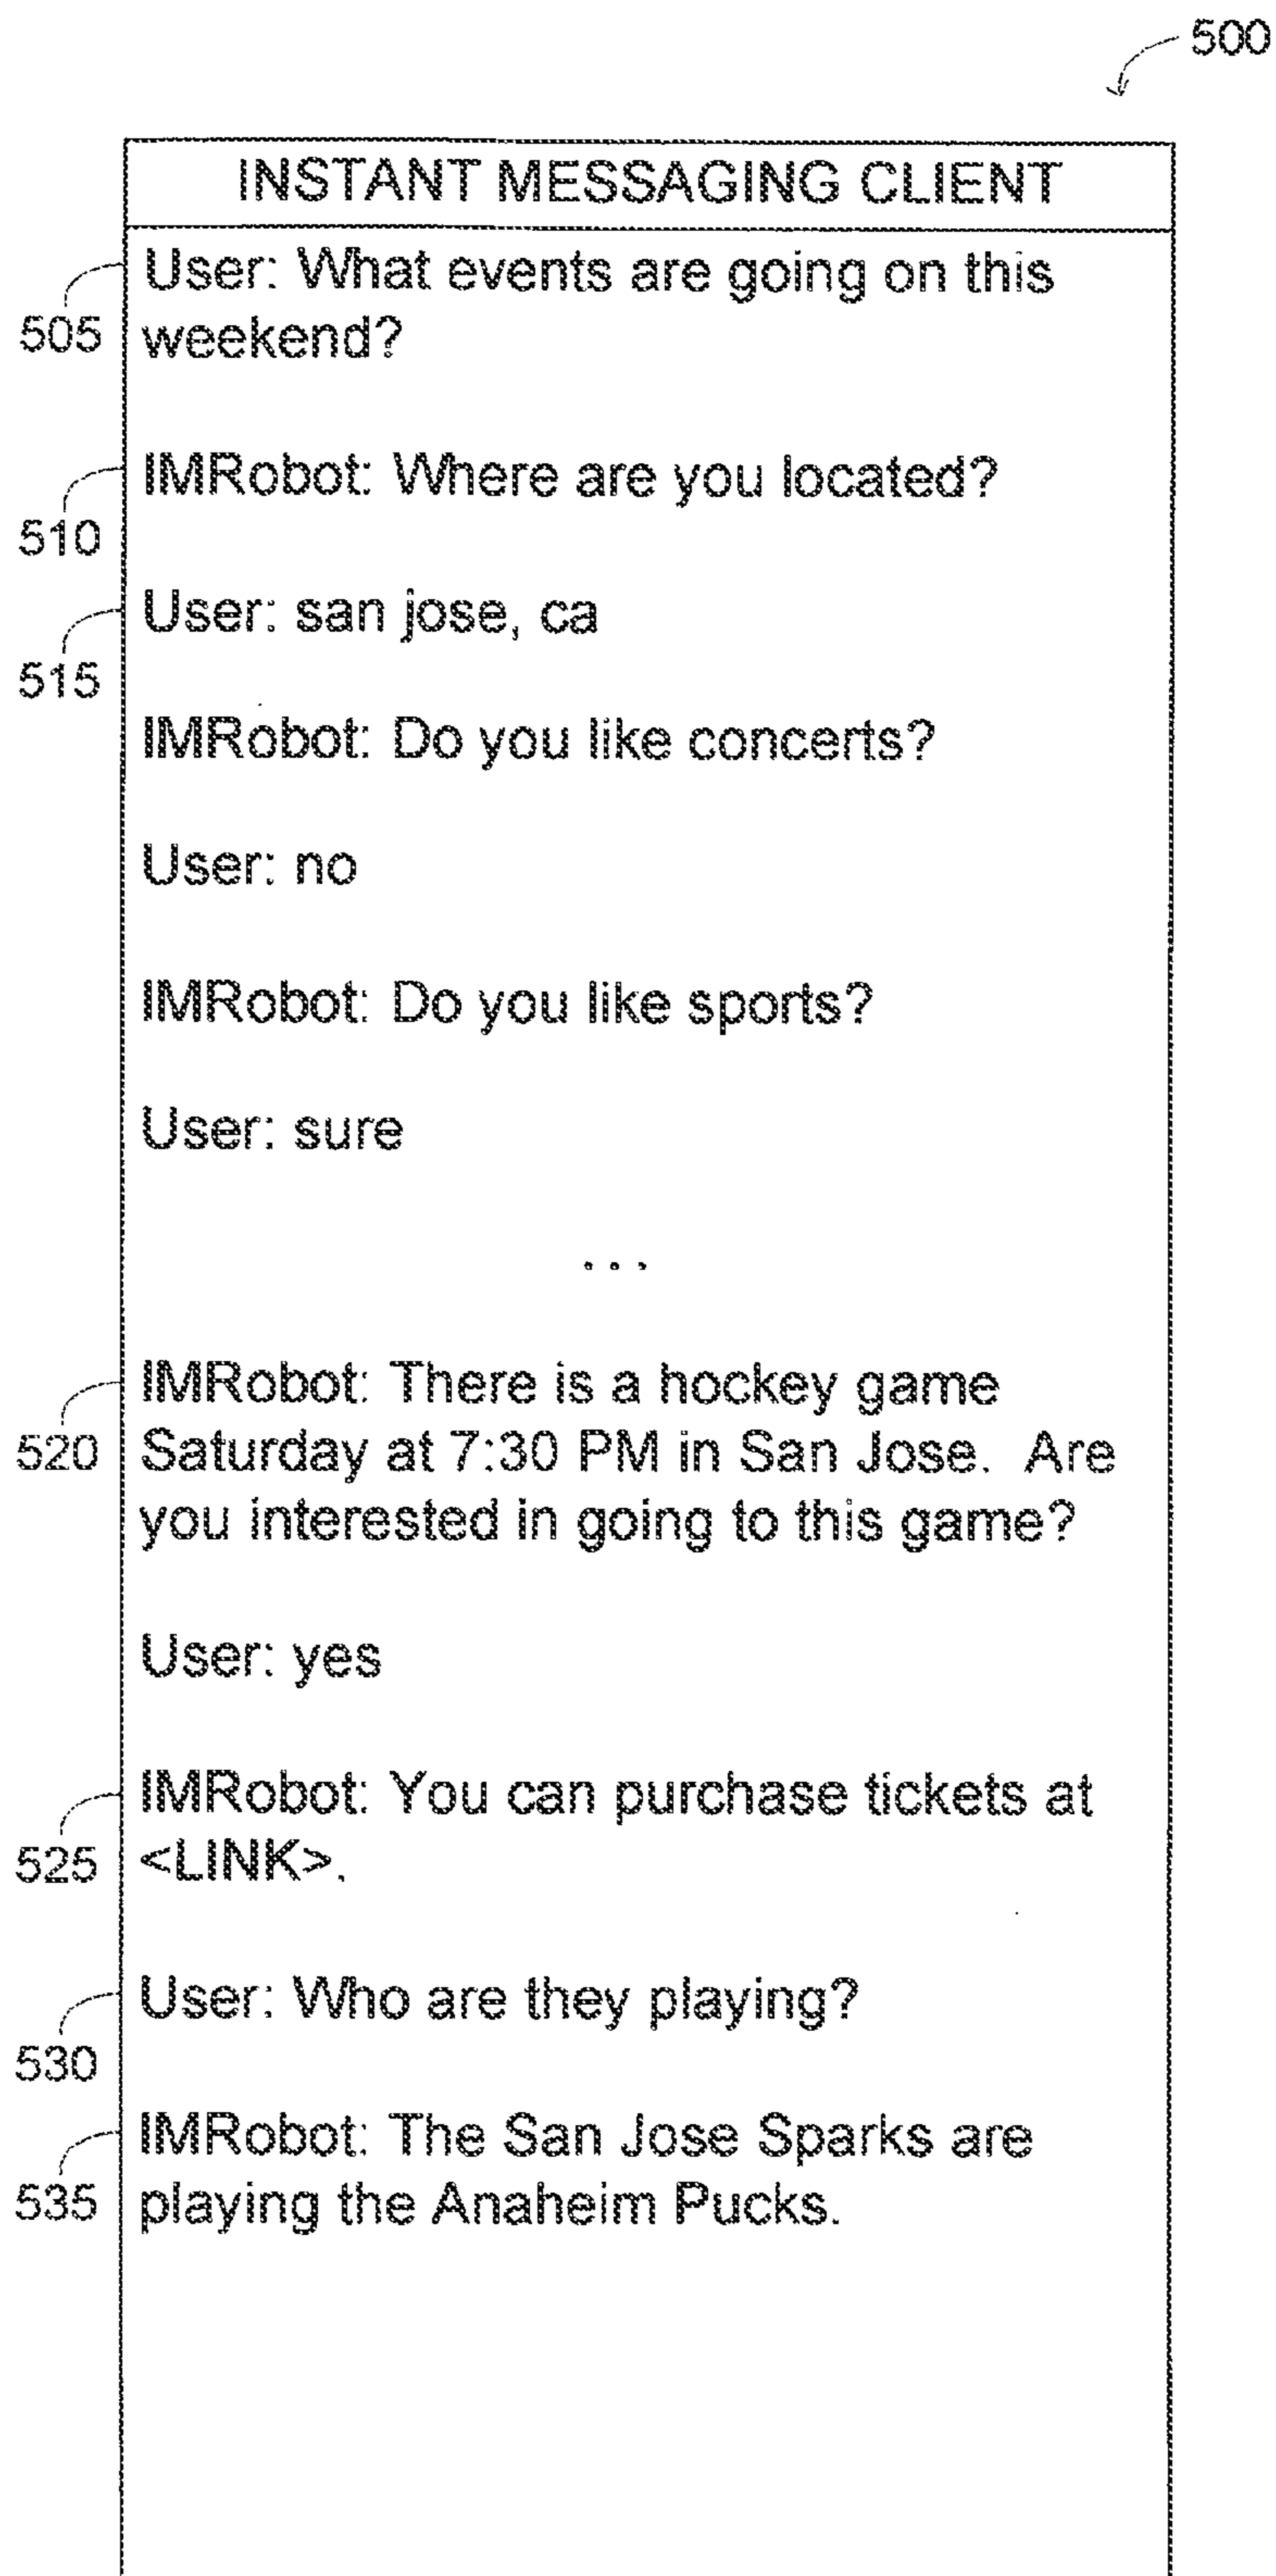 500
INSTANT MESSAGING CLIENT
505
User: What events are going on this
weekend?
510
IMRobot: Where are you located?
515
User: san jose, ca
IMRobot: Do you like concerts?
User: no
IMRobot: Do you like sports?
User: sure
...
520
IMRobot: There is a hockey game
Saturday at 7:30 PM in San Jose. Are
you interested in going to this game?
User: yes
525
IMRobot: You can purchase tickets at
<LINK>.
530
User: Who are they playing?
535
IMRobot: The San Jose Sparks are
playing the Anaheim Pucks.